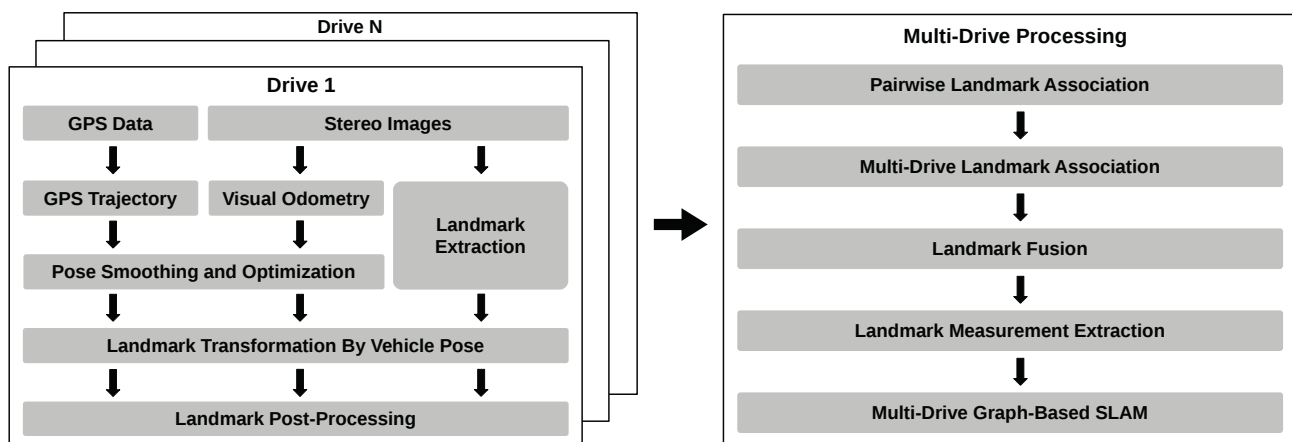 Drive N
Drive 1
GPS Data
Stereo Images
GPS Trajectory
Visual Odometry
Landmark
Extraction
Pose Smoothing and Optimization
Landmark Transformation By Vehicle Pose
Landmark Post-Processing
Multi-Drive Processing
Pairwise Landmark Association
Multi-Drive Landmark Association
Landmark Fusion
Landmark Measurement Extraction
Multi-Drive Graph-Based SLAM